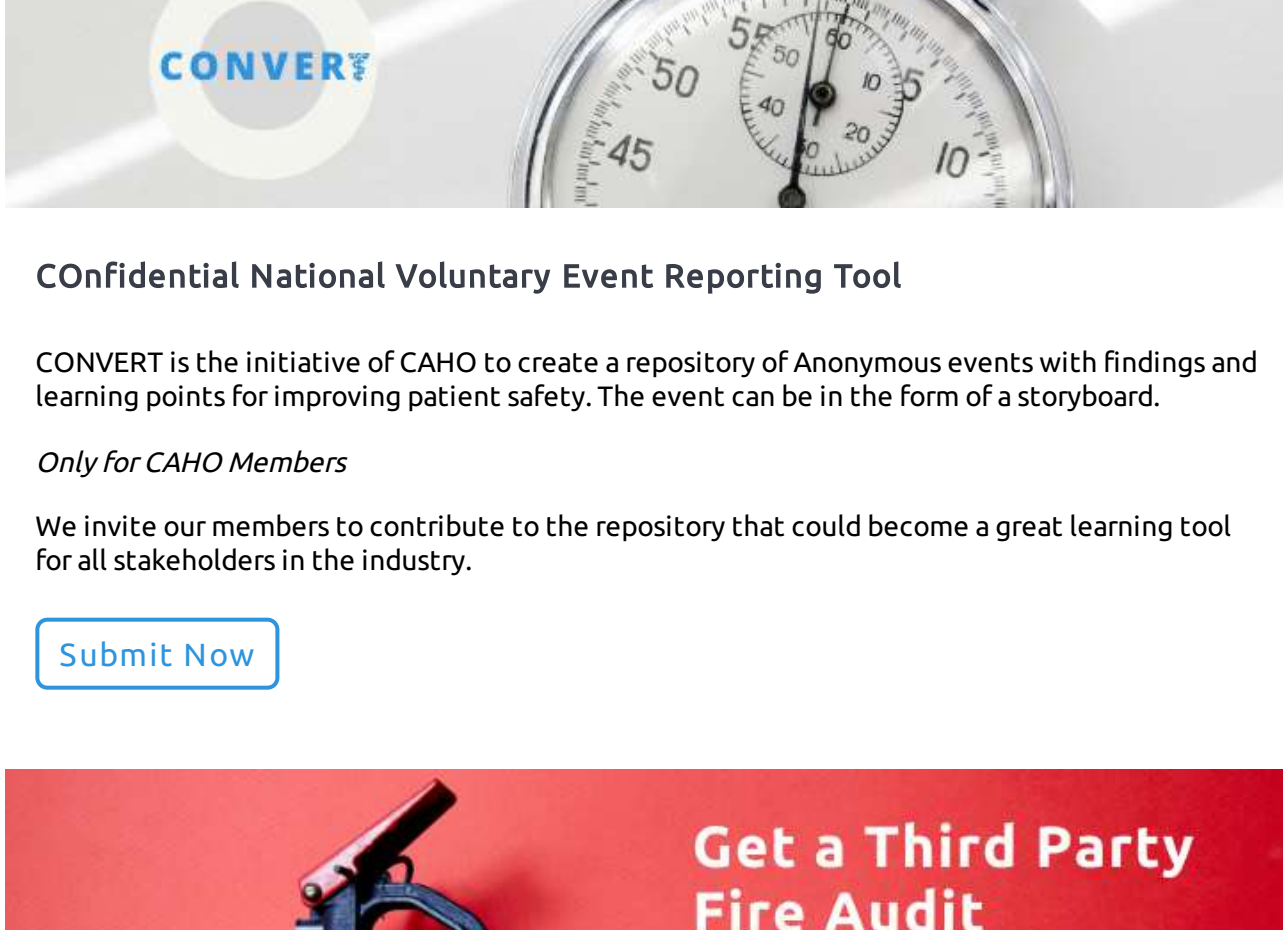 CONVERT
55
60
5
50
50
10
40
20
45
10
COnfidential National Voluntary Event Reporting Tool
CONVERT is the initiative of CAHO to create a repository of Anonymous events with findings and
learning points for improving patient safety. The event can be in the form of a storyboard.
Only for CAHO Members
We invite our members to contribute to the repository that could become a great learning tool
for all stakeholders in the industry.
Submit Now
Get a Third Party
Fire Audit